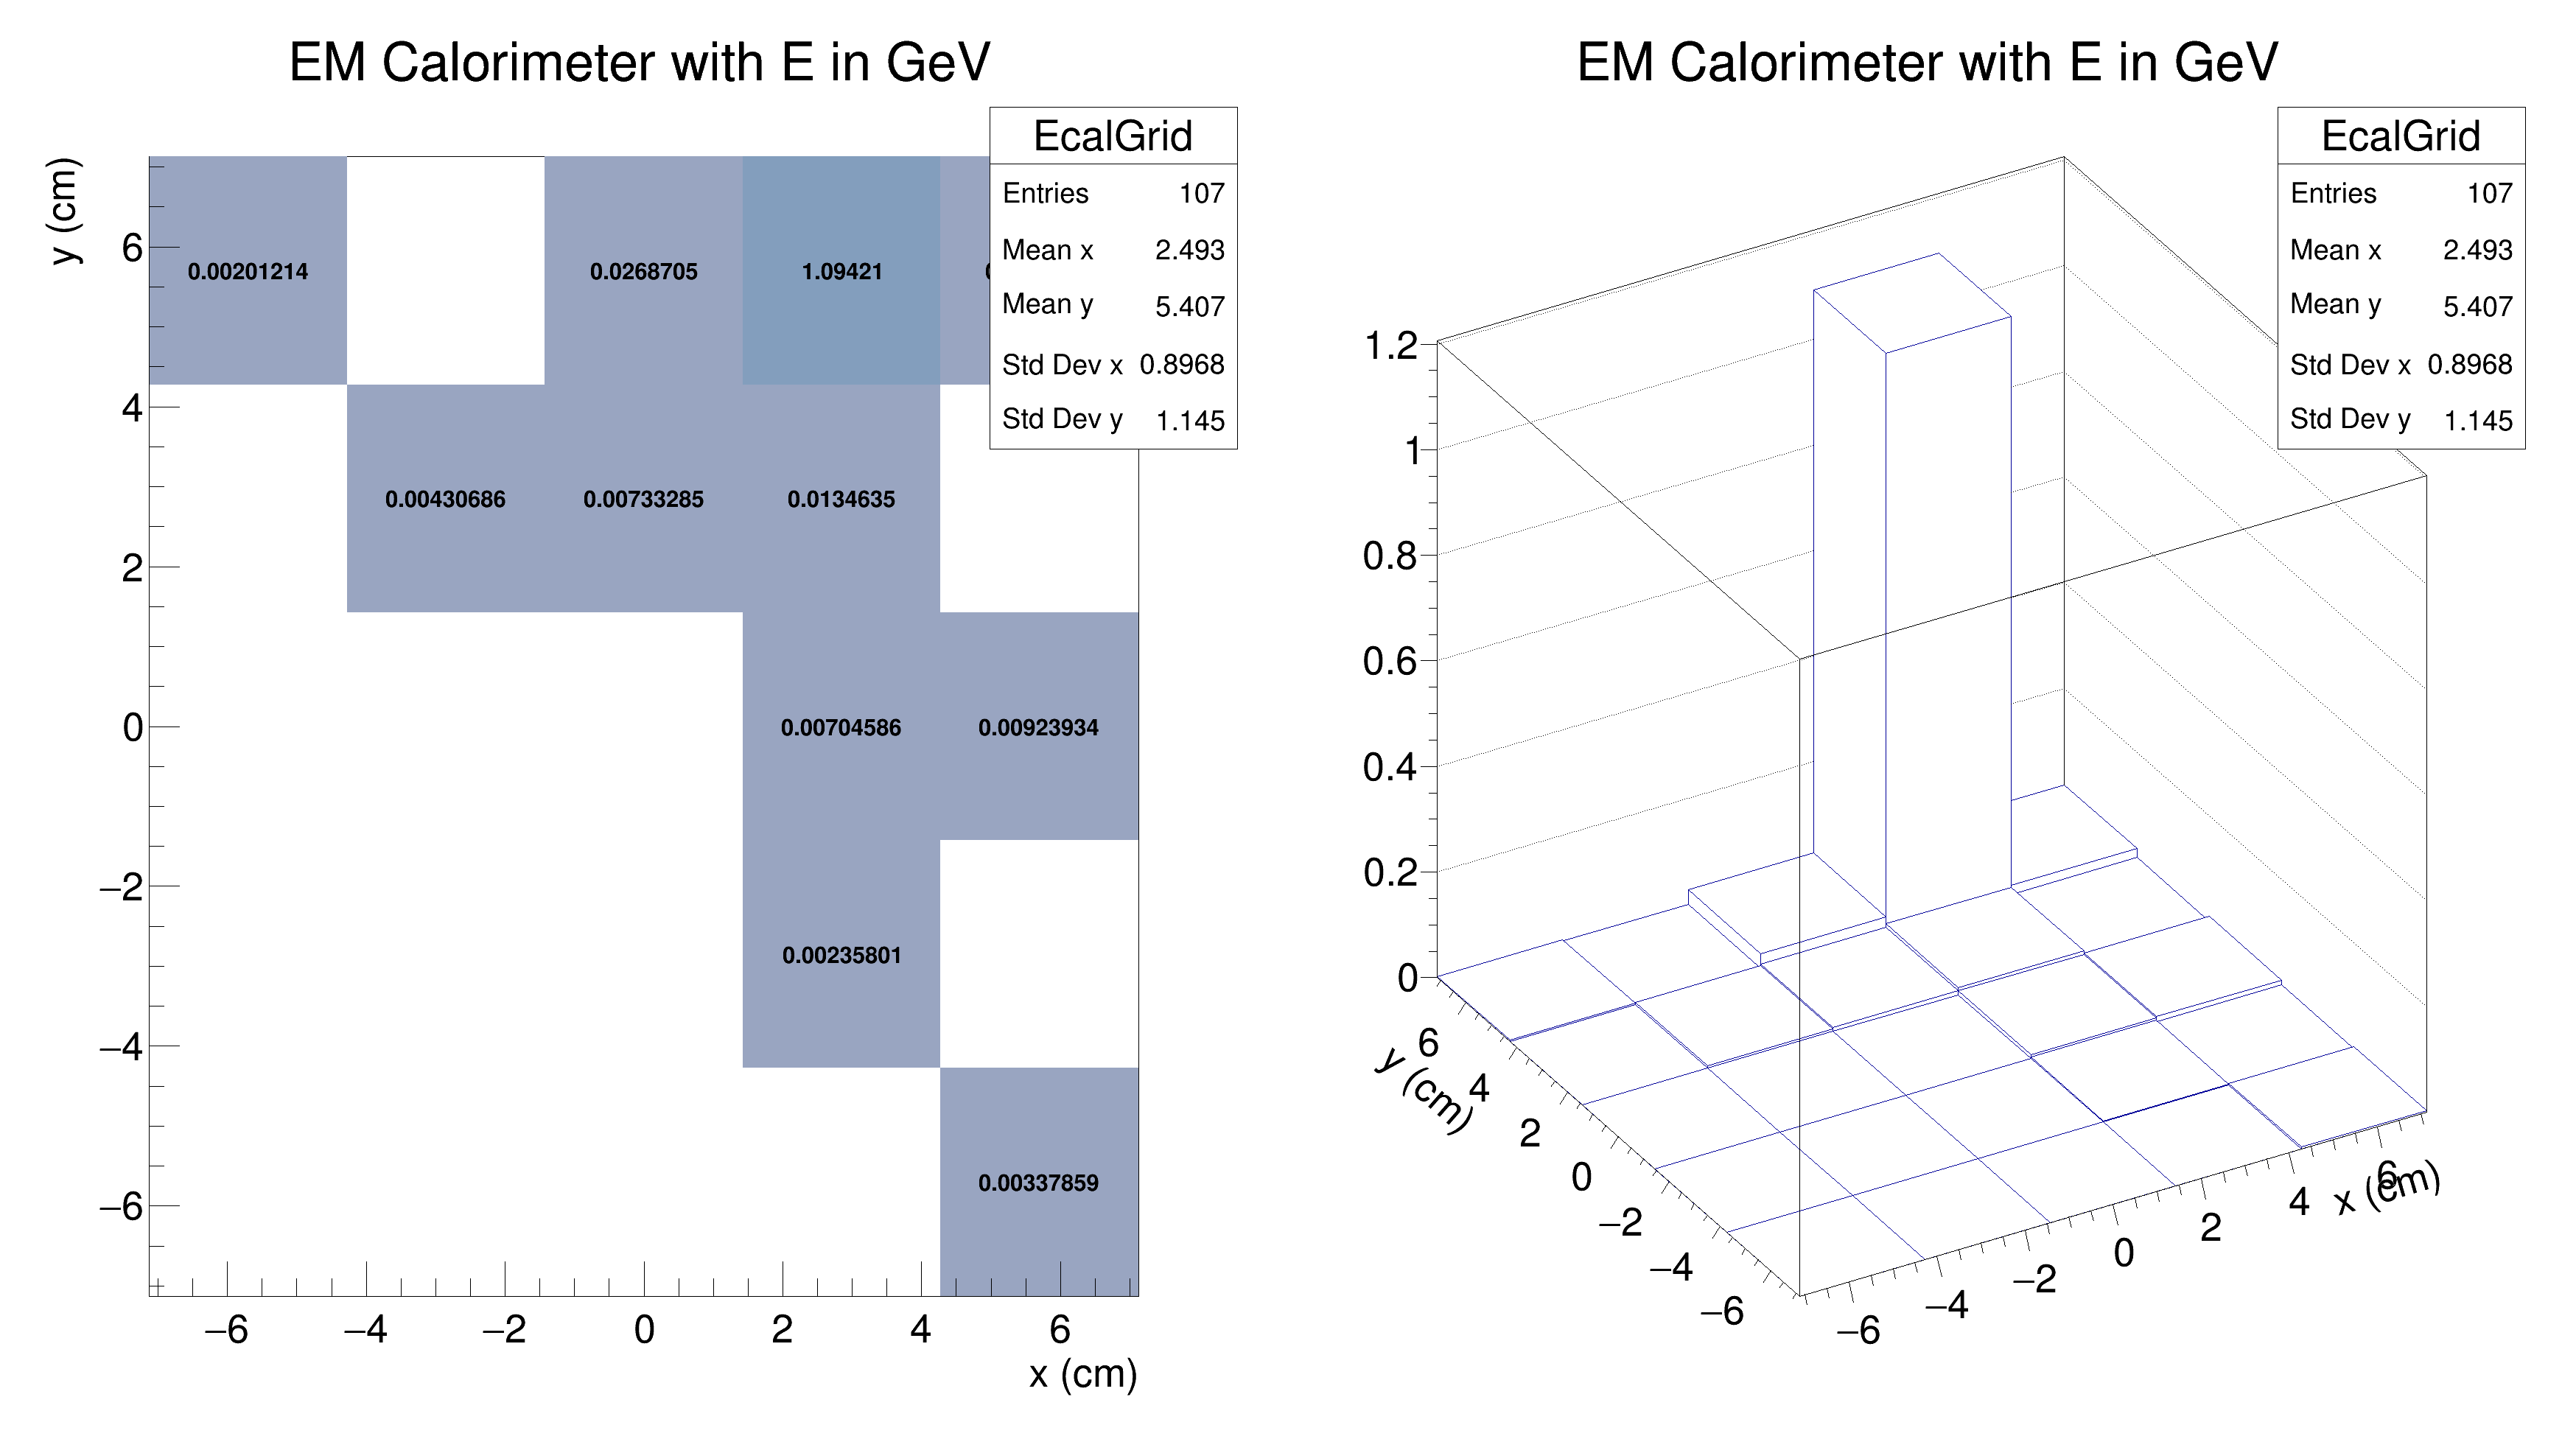 EM Calorimeter with E in GeV
EcalGrid
Entries 107
Mean x 2.493
Mean y 5.407
Std Dev x 0.8968
Std Dev y 1.145
y (cm)
6
4
2
0
−2
−4
−6
0.00201214
0.0268705
1.09421
0.00430686
0.00733285
0.0134635
0.00704586
0.00923934
0.00235801
0.00337859
−6 −4 −2 0 2 4 6
x (cm)
EM Calorimeter with E in GeV
EcalGrid
Entries 107
Mean x 2.493
Mean y 5.407
Std Dev x 0.8968
Std Dev y 1.145
1.2
1
0.8
0.6
0.4
0.2
0
6
4
2
0
−2
−4
−6
y (cm)
−6
−4
−2
0
2
4
6
x (cm)